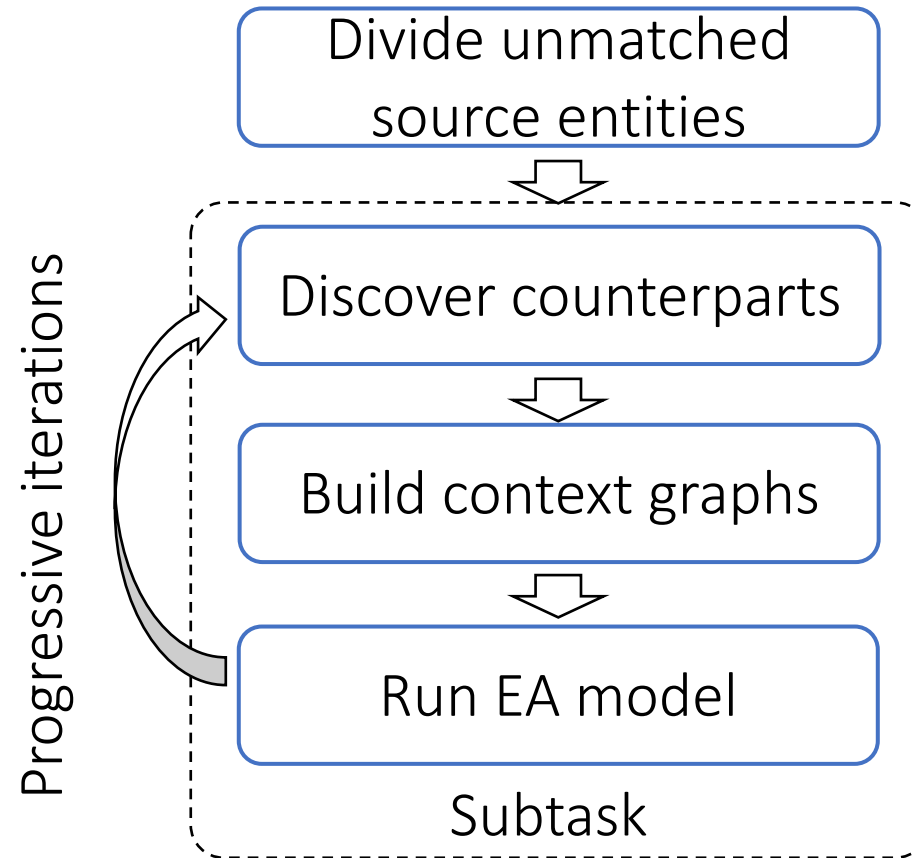 Divide unmatched
source entities
Discover counterparts
Build context graphs
Run EA model
Subtask
Progressive iterations